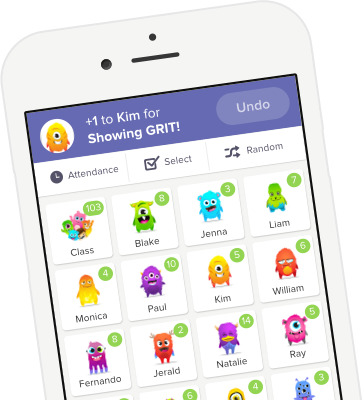 +1 to Kim for
Showing GRIT!
Undo
Attendance
Select
Random
103
8
3
7
Class
Blake
Jenna
Liam
4
10
5
6
Monica
Paul
Kim
William
8
2
14
5
Fernando
Jerald
Natalie
Ray
6
4
3